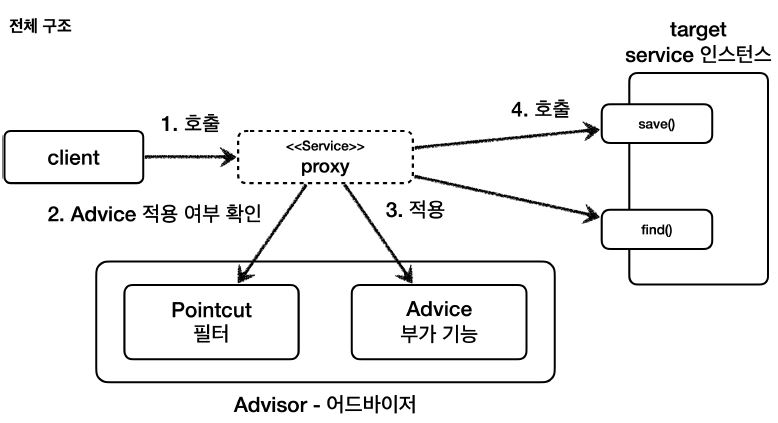 전체 구조
target
service 인스턴스
1. 호출
4. 호출
save()
client
<<Service>>
proxy
2. Advice 적용 여부 확인
3. 적용
find()
Pointcut
필터
Advice
부가 기능
Advisor - 어드바이저